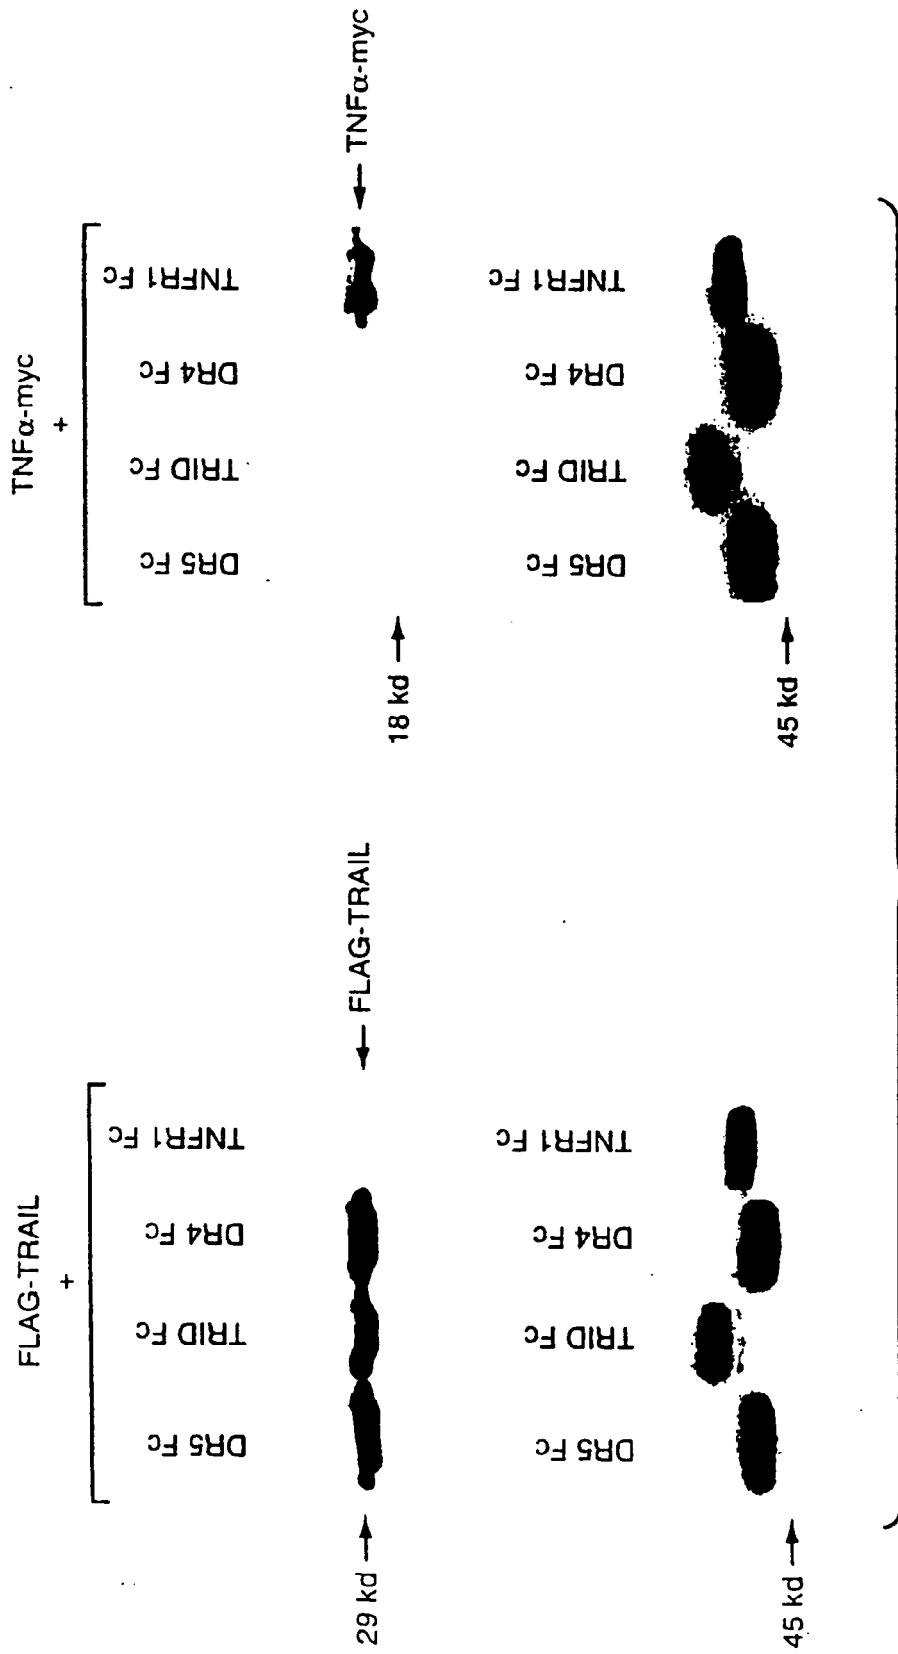 FLAG-TRAIL
+
DR5 Fc
TRID Fc
DR4 Fc
TNFR1 Fc
29 kd →
← FLAG-TRAIL
DR5 Fc
TRID Fc
DR4 Fc
TNFR1 Fc
45 kd →
TNFα-myc
+
DR5 Fc
TRID Fc
DR4 Fc
TNFR1 Fc
18 kd →
← TNFα-myc
DR5 Fc
TRID Fc
DR4 Fc
TNFR1 Fc
45 kd →